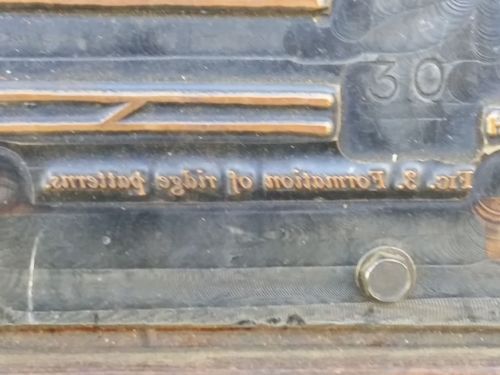 30
Fig. 3. Formation of ridge patterns.